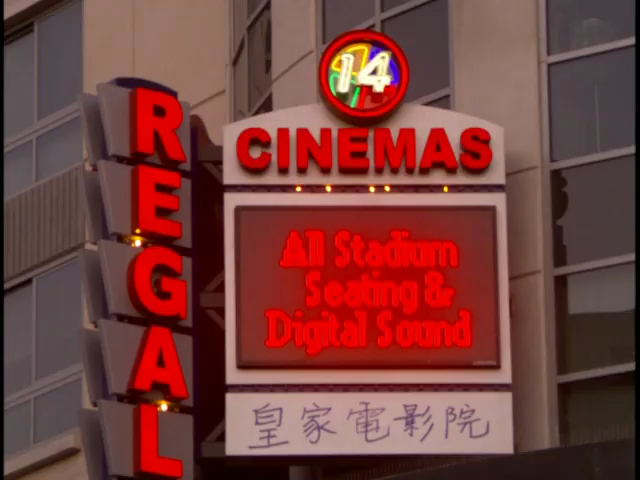 REGAL
14
CINEMAS
All Stadium
Seating &
Digital Sound
皇家電影院